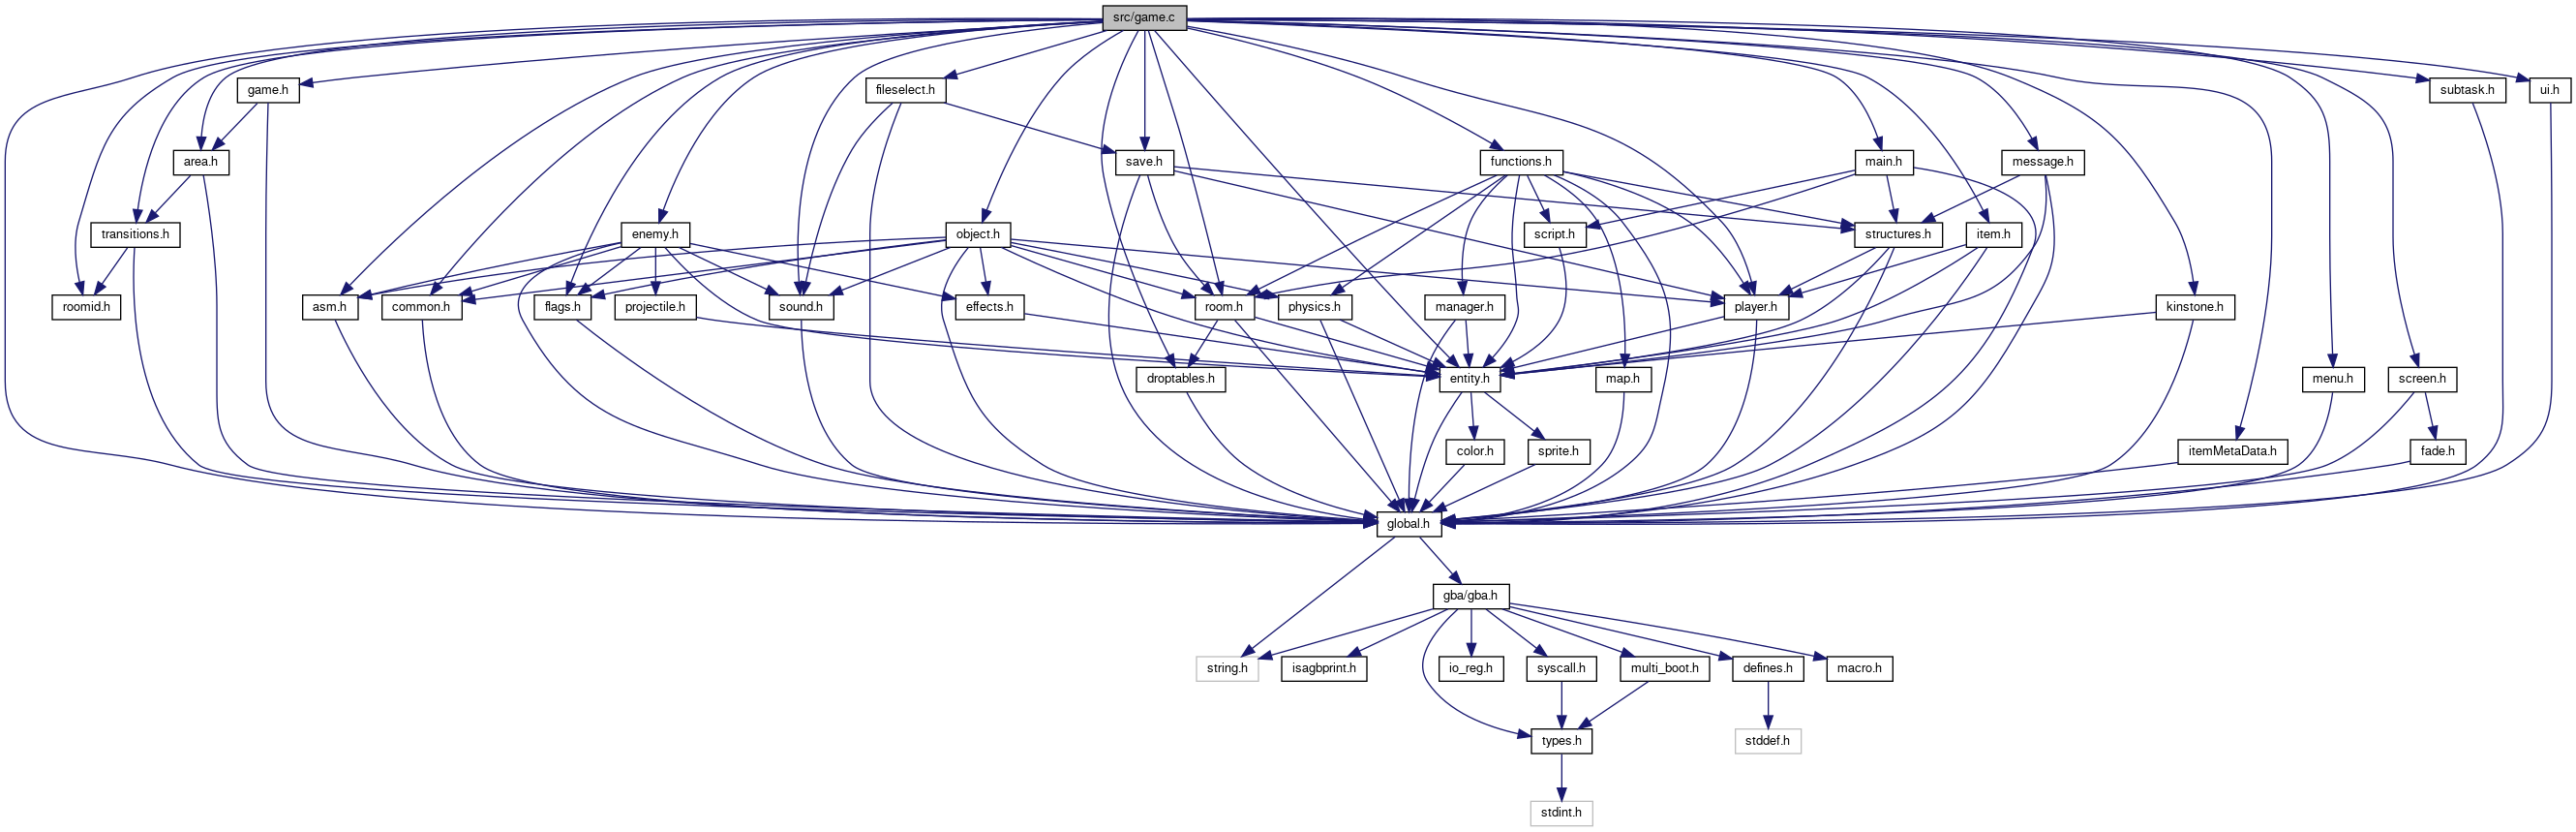 src/game.c
game.h
fileselect.h
subtask.h
ui.h
area.h
save.h
functions.h
main.h
message.h
transitions.h
enemy.h
object.h
script.h
structures.h
item.h
roomid.h
asm.h
common.h
flags.h
projectile.h
sound.h
effects.h
room.h
physics.h
manager.h
player.h
kinstone.h
droptables.h
entity.h
map.h
menu.h
screen.h
color.h
sprite.h
itemMetaData.h
fade.h
global.h
gba/gba.h
string.h
isagbprint.h
io_reg.h
syscall.h
multi_boot.h
defines.h
macro.h
types.h
stddef.h
stdint.h